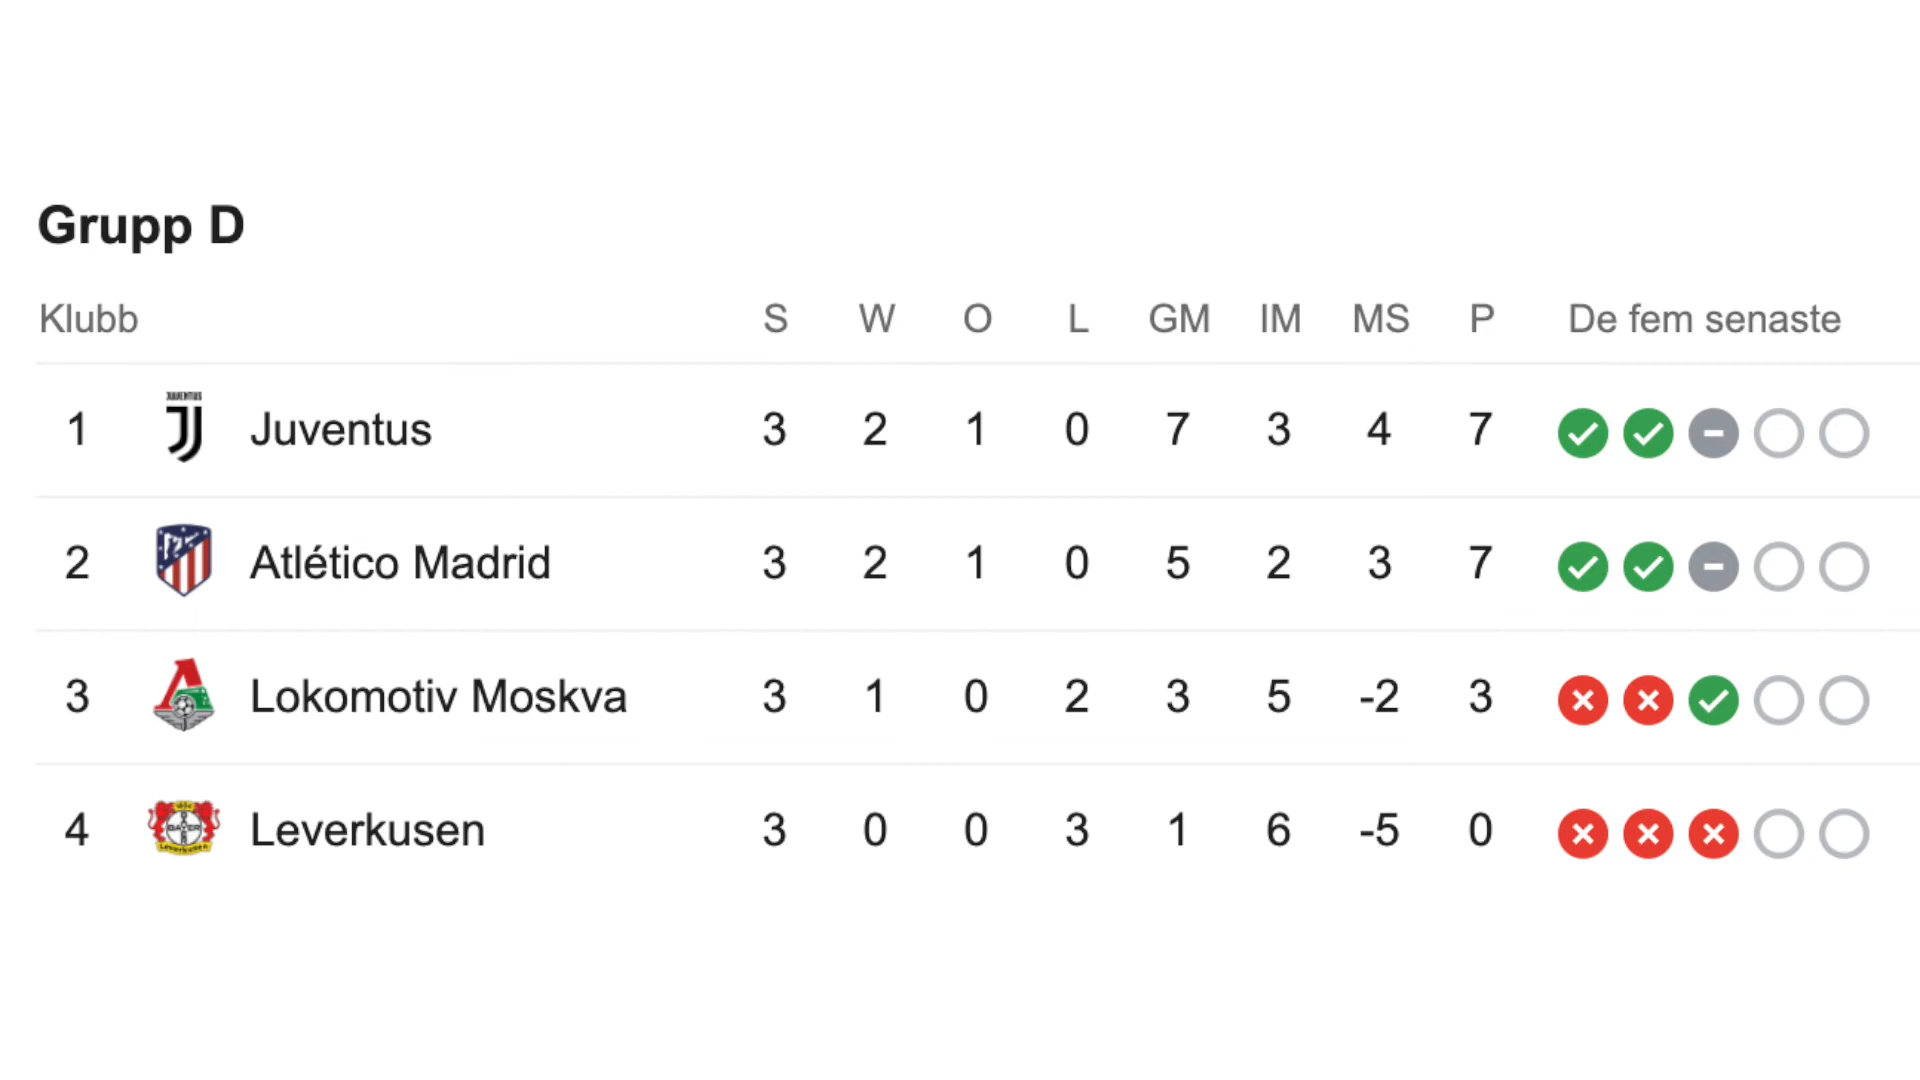 Grupp D
Klubb S W O L GM IM MS P De fem senaste
JUVENTUS
1 Juventus 3 2 1 0 7 3 4 7
2 Atlético Madrid 3 2 1 0 5 2 3 7
3 Lokomotiv Moskva 3 1 0 2 3 5 -2 3
4 Leverkusen 3 0 0 3 1 6 -5 0